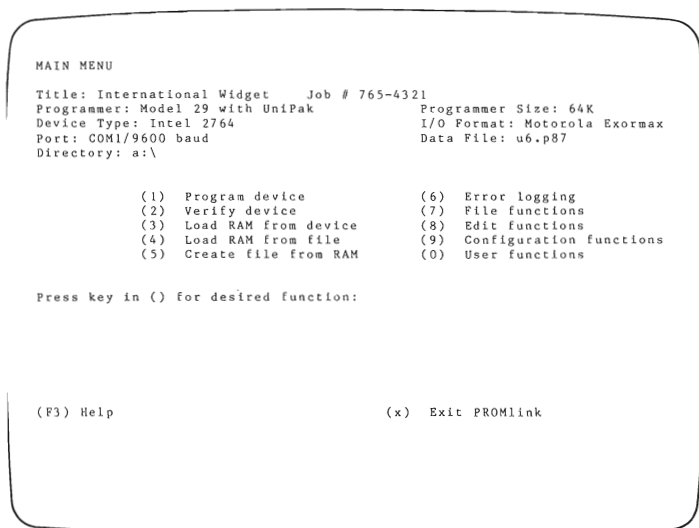 MAIN MENU
Title: International Widget Job # 765-4321
Programmer: Model 29 with UniPak Programmer Size: 64K
Device Type: Intel 2764 I/O Format: Motorola Exormax
Port: COM1/9600 baud Data File: u6.p87
Directory: a:\
(1) Program device (6) Error logging
(2) Verify device (7) File functions
(3) Load RAM from device (8) Edit functions
(4) Load RAM from file (9) Configuration functions
(5) Create file from RAM (0) User functions
Press key in () for desired function:
(F3) Help (x) Exit PROMlink